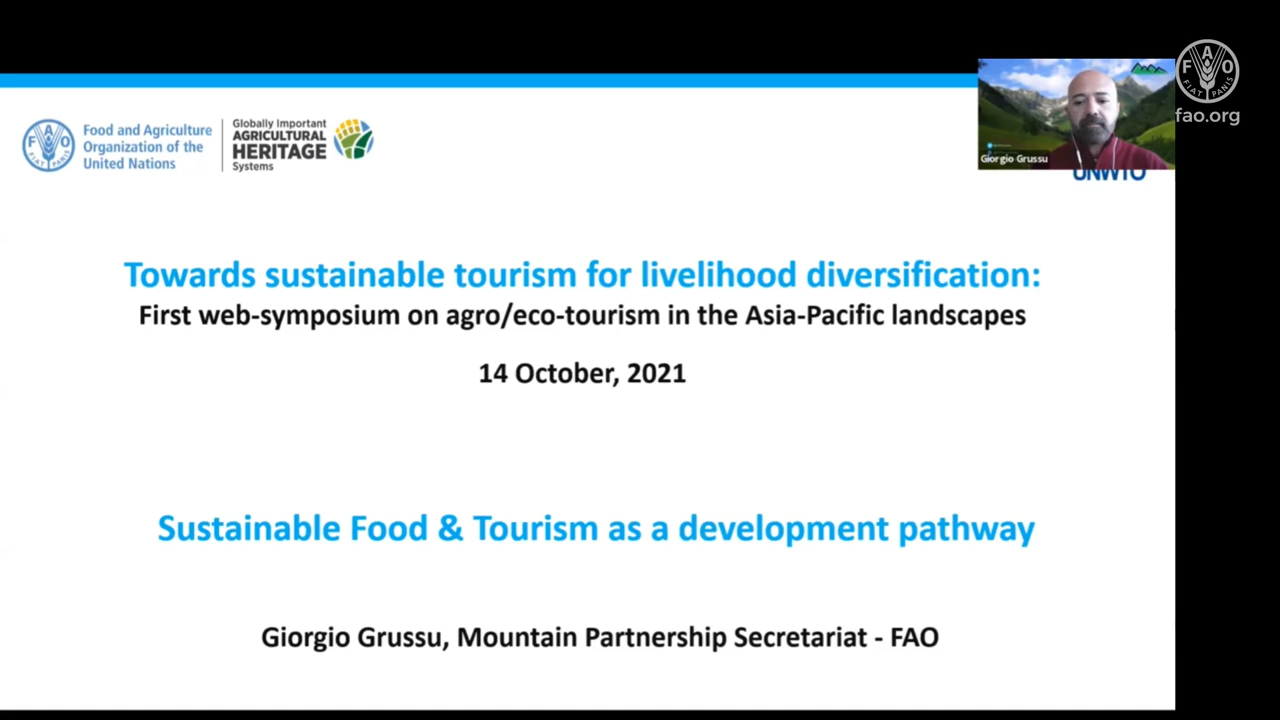 Food and Agriculture
Organization of the
United Nations
Globally Important
AGRICULTURAL
HERITAGE
Systems
F A O
FIAT PANIS
fao.org
Giorgio Grussu
UNWTO
Towards sustainable tourism for livelihood diversification:
First web-symposium on agro/eco-tourism in the Asia-Pacific landscapes
14 October, 2021
Sustainable Food & Tourism as a development pathway
Giorgio Grussu, Mountain Partnership Secretariat - FAO